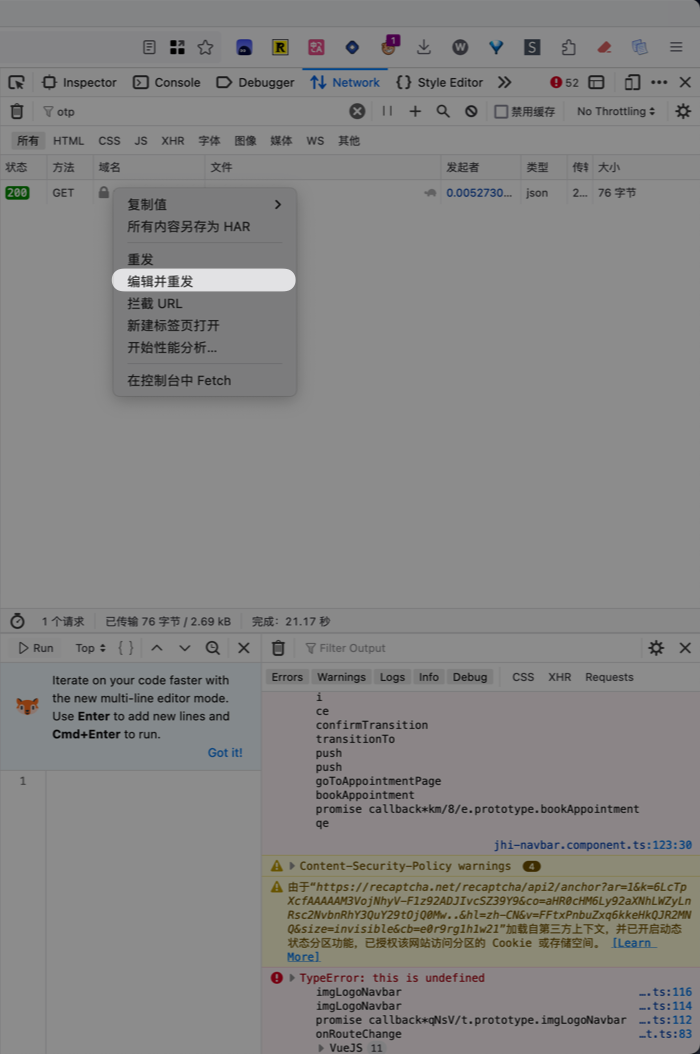 1
R
W
S
Inspector
Console
Debugger
Network
Style Editor
52
otp
禁用缓存
No Throttling
所有 HTML CSS JS XHR 字体 图像 媒体 WS 其他
状态 方法 域名 文件 发起者 类型 传输 大小
200 GET 0.0052730... json 2... 76 字节
复制值
所有内容另存为 HAR
重发
编辑并重发
拦截 URL
新建标签页打开
开始性能分析...
在控制台中 Fetch
1 个请求 已传输 76 字节 / 2.69 kB 完成：21.17 秒
Run Top { }
Filter Output
Errors Warnings Logs Info Debug CSS XHR Requests
Iterate on your code faster with
the new multi-line editor mode.
Use Enter to add new lines and
Cmd+Enter to run.
Got it!
1
i
ce
confirmTransition
transitionTo
push
push
goToAppointmentPage
bookAppointment
promise callback*km/8/e.prototype.bookAppointment
qe
jhi-navbar.component.ts:123:30
Content-Security-Policy warnings 4
由于“https://recaptcha.net/recaptcha/api2/anchor?ar=1&k=6LcTp
XcfAAAAAM3VojNhyV-F1z92ADJIvcSZ39Y9&co=aHR0cHM6Ly92aXNhLWZyLn
Rsc2NvbnRhY3QuY29tOjQ0Mw..&hl=zh-CN&v=FFtxPnbuZxq6kkeHkQJR2MN
Q&size=invisible&cb=e0r9rg1h1w21”加载自第三方上下文，并已开启动态
状态分区功能，已授权该网站访问分区的 Cookie 或存储空间。 [Learn
More]
TypeError: this is undefined
imgLogoNavbar ….ts:116
imgLogoNavbar ….ts:114
promise callback*qNsV/t.prototype.imgLogoNavbar ….ts:112
onRouteChange …t.ts:83
VueJS 11